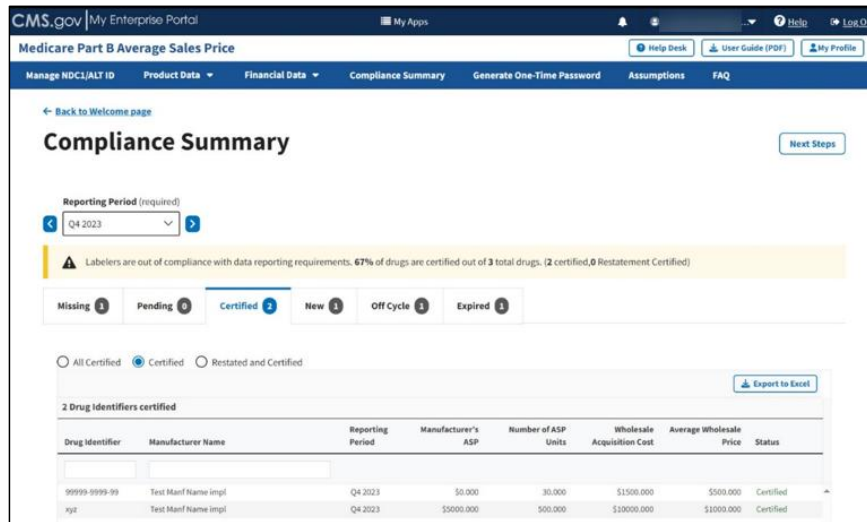 CMS.gov My Enterprise Portal
My Apps
Help
Log O
Medicare Part B Average Sales Price
Help Desk
User Guide (PDF)
My Profile
Manage NDC1/ALT ID
Product Data
Financial Data
Compliance Summary
Generate One-Time Password
Assumptions
FAQ
← Back to Welcome page
Compliance Summary
Next Steps
Reporting Period (required)
Q4 2023
Labelers are out of compliance with data reporting requirements. 67% of drugs are certified out of 3 total drugs. (2 certified,0 Restatement Certified)
Missing 1
Pending 0
Certified 2
New 1
Off Cycle 1
Expired 1
All Certified
Certified
Restated and Certified
Export to Excel
2 Drug Identifiers certified
Drug Identifier
Manufacturer Name
Reporting Period
Manufacturer's ASP
Number of ASP Units
Wholesale Acquisition Cost
Average Wholesale Price
Status
99999-9999-99 Test Manf Name impl Q4 2023 $0.000 30.000 $1500.000 $500.000 Certified
xyz Test Manf Name impl Q4 2023 $5000.000 500.000 $10000.000 $1000.000 Certified